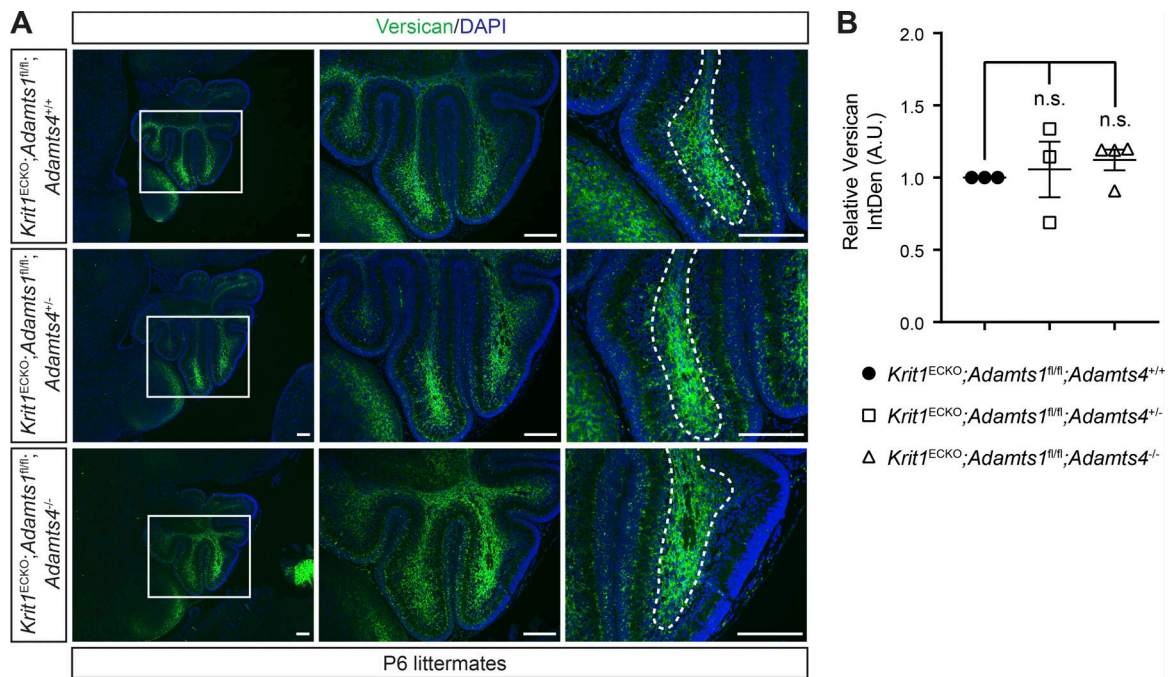 A
Versican/DAPI
Krit1ECKO;Adamts1fl/fl;
Adamts4+/+
Krit1ECKO;Adamts1fl/fl;
Adamts4+/-
Krit1ECKO;Adamts1fl/fl;
Adamts4-/-
P6 littermates
B
Relative Versican
IntDen (A.U.)
2.0
1.5
1.0
0.5
0.0
n.s.
n.s.
Krit1ECKO;Adamts1fl/fl;Adamts4+/+
Krit1ECKO;Adamts1fl/fl;Adamts4+/-
Krit1ECKO;Adamts1fl/fl;Adamts4-/-